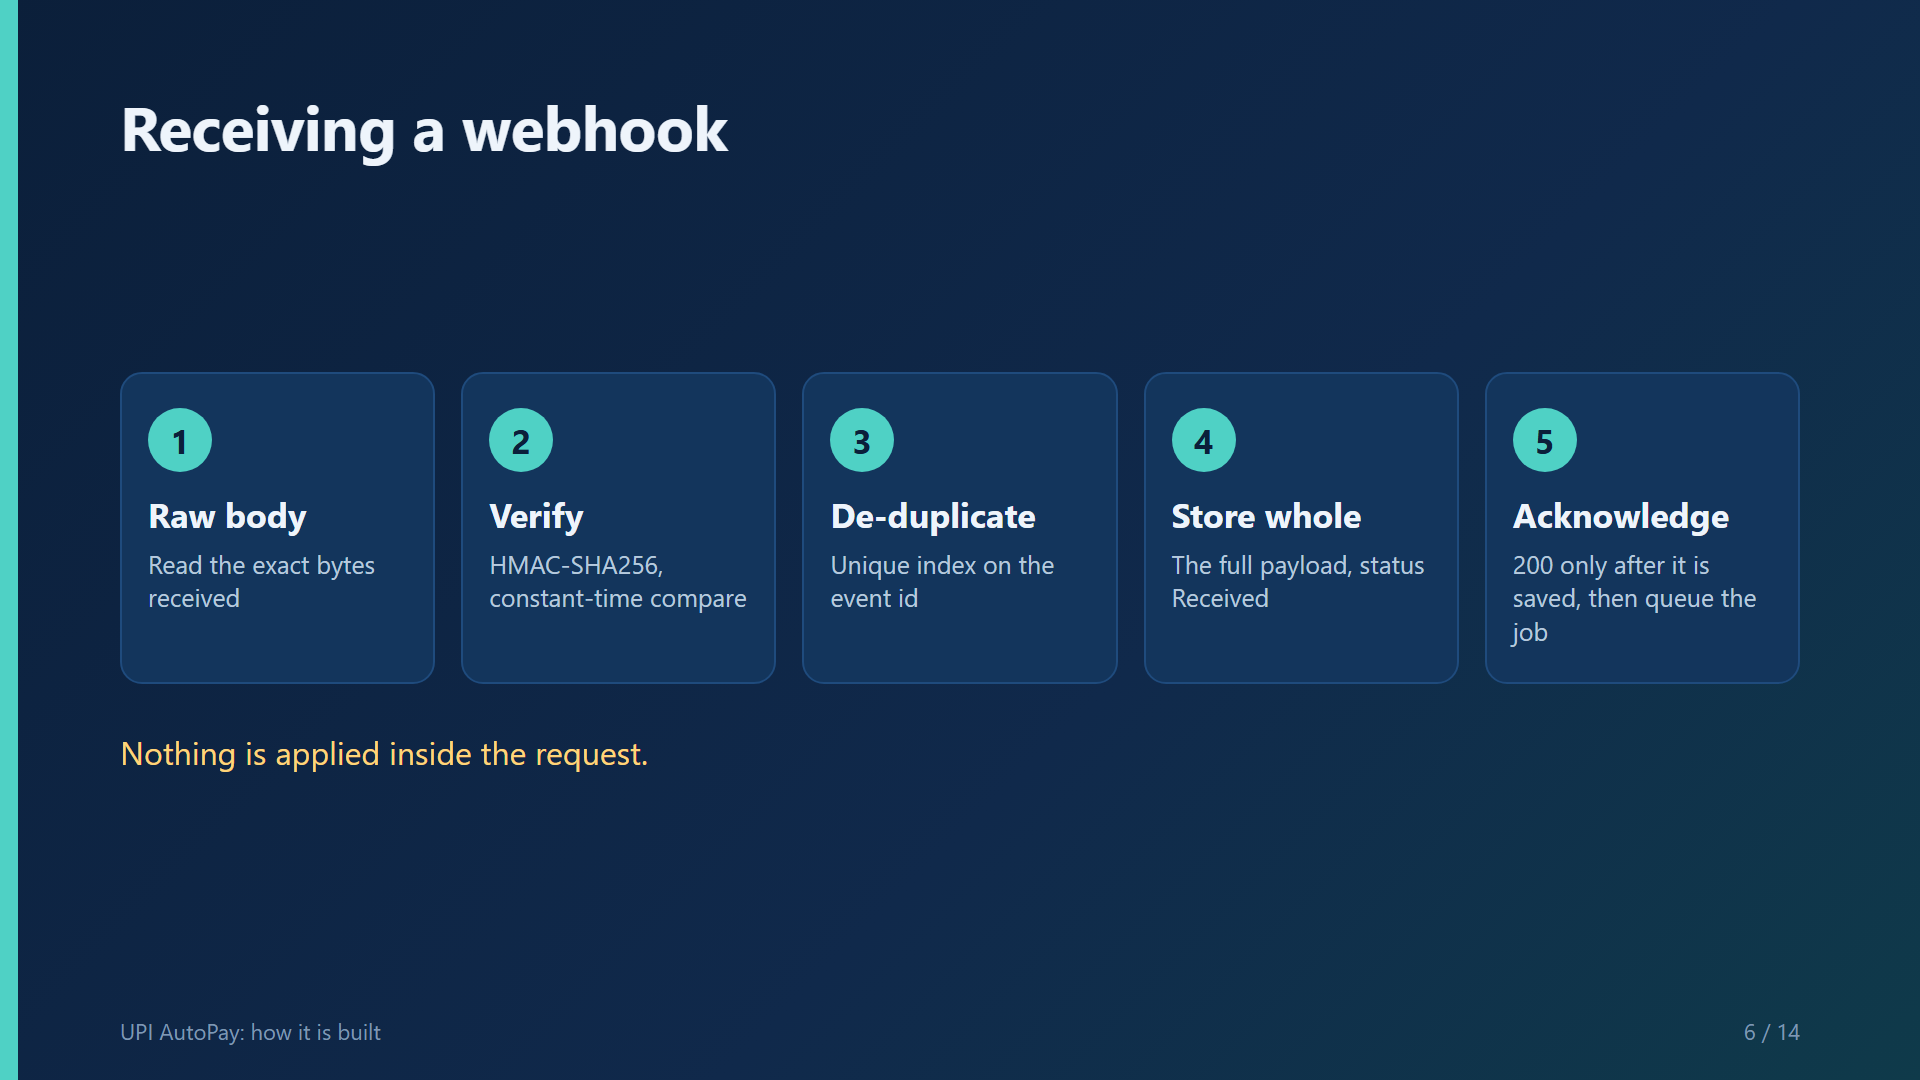 Receiving a webhook
1
Raw body
Read the exact bytes
received
2
Verify
HMAC-SHA256,
constant-time compare
3
De-duplicate
Unique index on the
event id
4
Store whole
The full payload, status
Received
5
Acknowledge
200 only after it is
saved, then queue the
job
Nothing is applied inside the request.
UPI AutoPay: how it is built
6 / 14